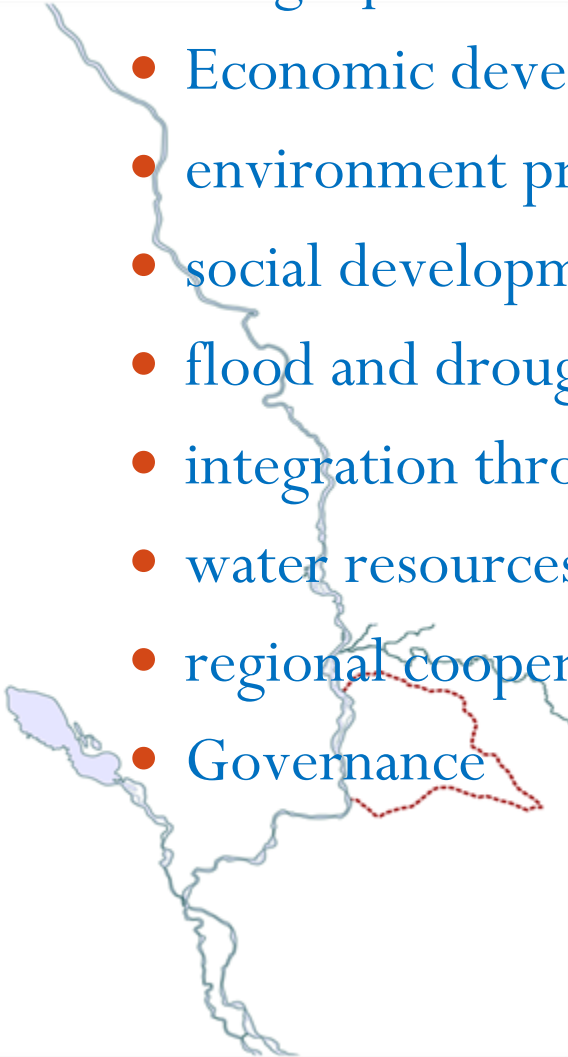 • Economic deve
• environment pr
• social developm
• flood and droug
• integration thro
• water resources
• regional cooper
• Governance